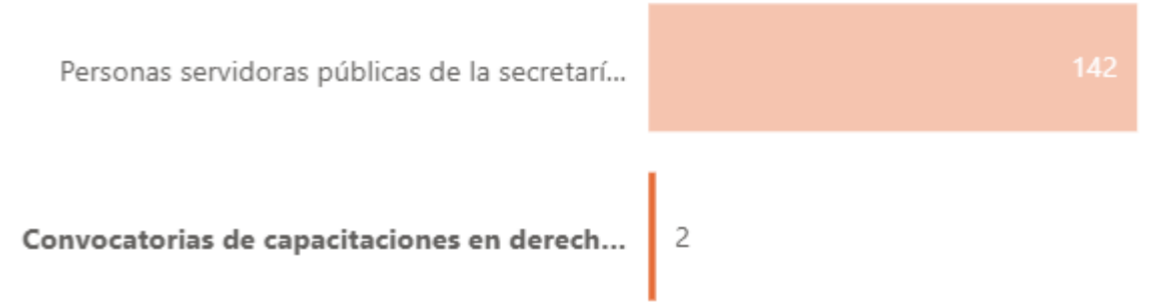 Personas servidoras públicas de la secretarí... 142
Convocatorias de capacitaciones en derech... 2